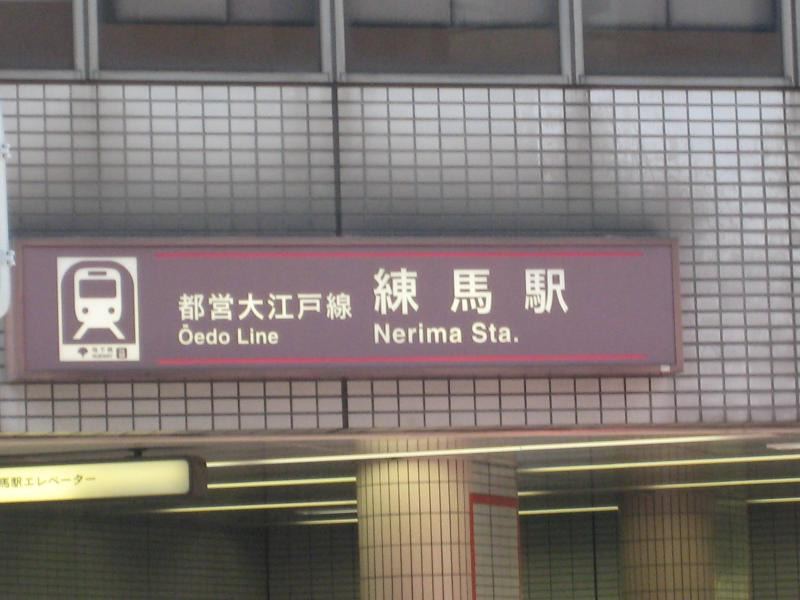 都営大江戸線
Ōedo Line
練馬駅
Nerima Sta.
馬駅エレベーター